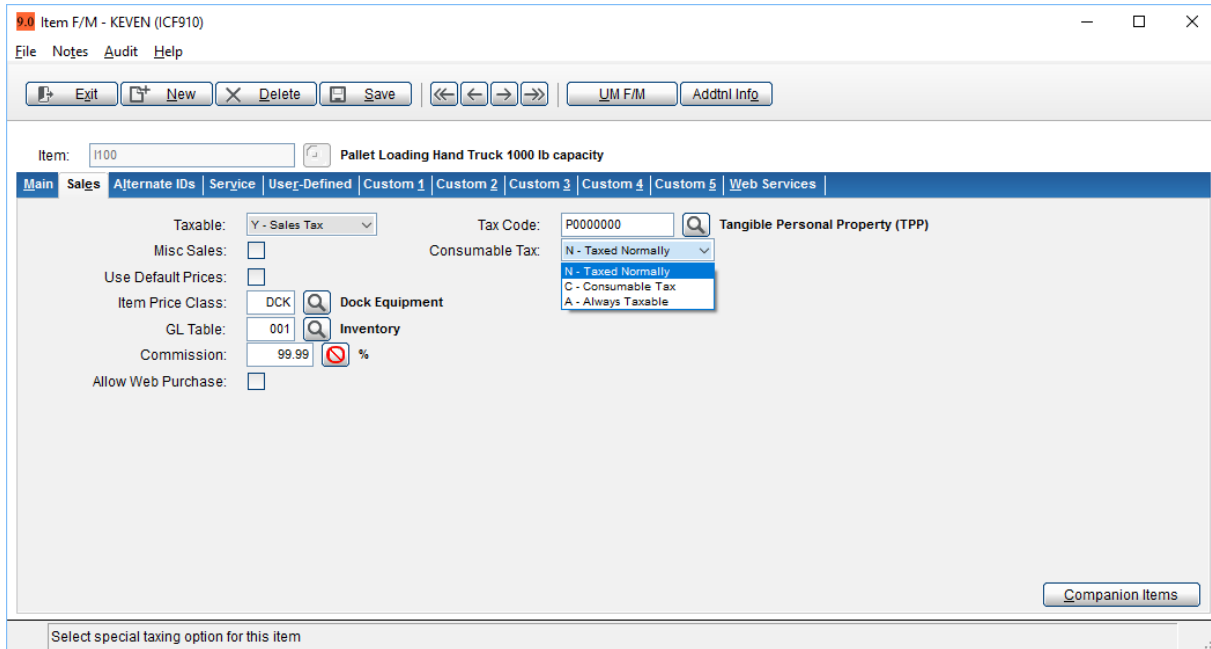 9.0 Item F/M - KEVEN (ICF910)
File Notes Audit Help
Exit New Delete Save UM F/M Addtnl Info
Item: I100 Pallet Loading Hand Truck 1000 lb capacity
Main Sales Alternate IDs Service User-Defined Custom 1 Custom 2 Custom 3 Custom 4 Custom 5 Web Services
Taxable: Y - Sales Tax Tax Code: P0000000 Tangible Personal Property (TPP)
Misc Sales: Consumable Tax: N - Taxed Normally
N - Taxed Normally
Use Default Prices: C - Consumable Tax
Item Price Class: DCK Dock Equipment A - Always Taxable
GL Table: 001 Inventory
Commission: 99.99 %
Allow Web Purchase:
Companion Items
Select special taxing option for this item